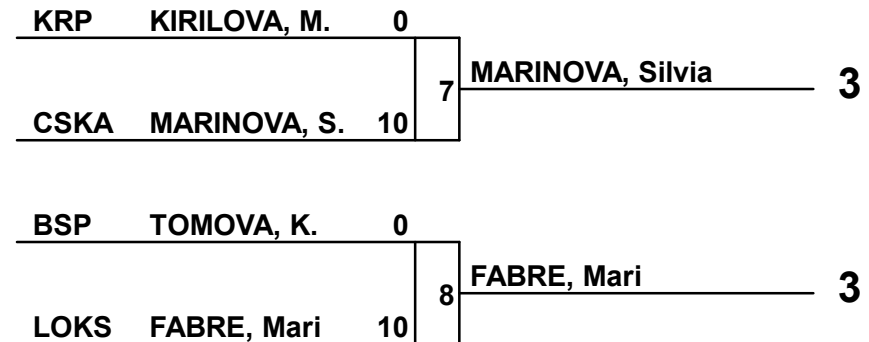 KRP KIRILOVA, M. 0
7 MARINOVA, Silvia 3
CSKA MARINOVA, S. 10
BSP TOMOVA, K. 0
8 FABRE, Mari 3
LOKS FABRE, Mari 10